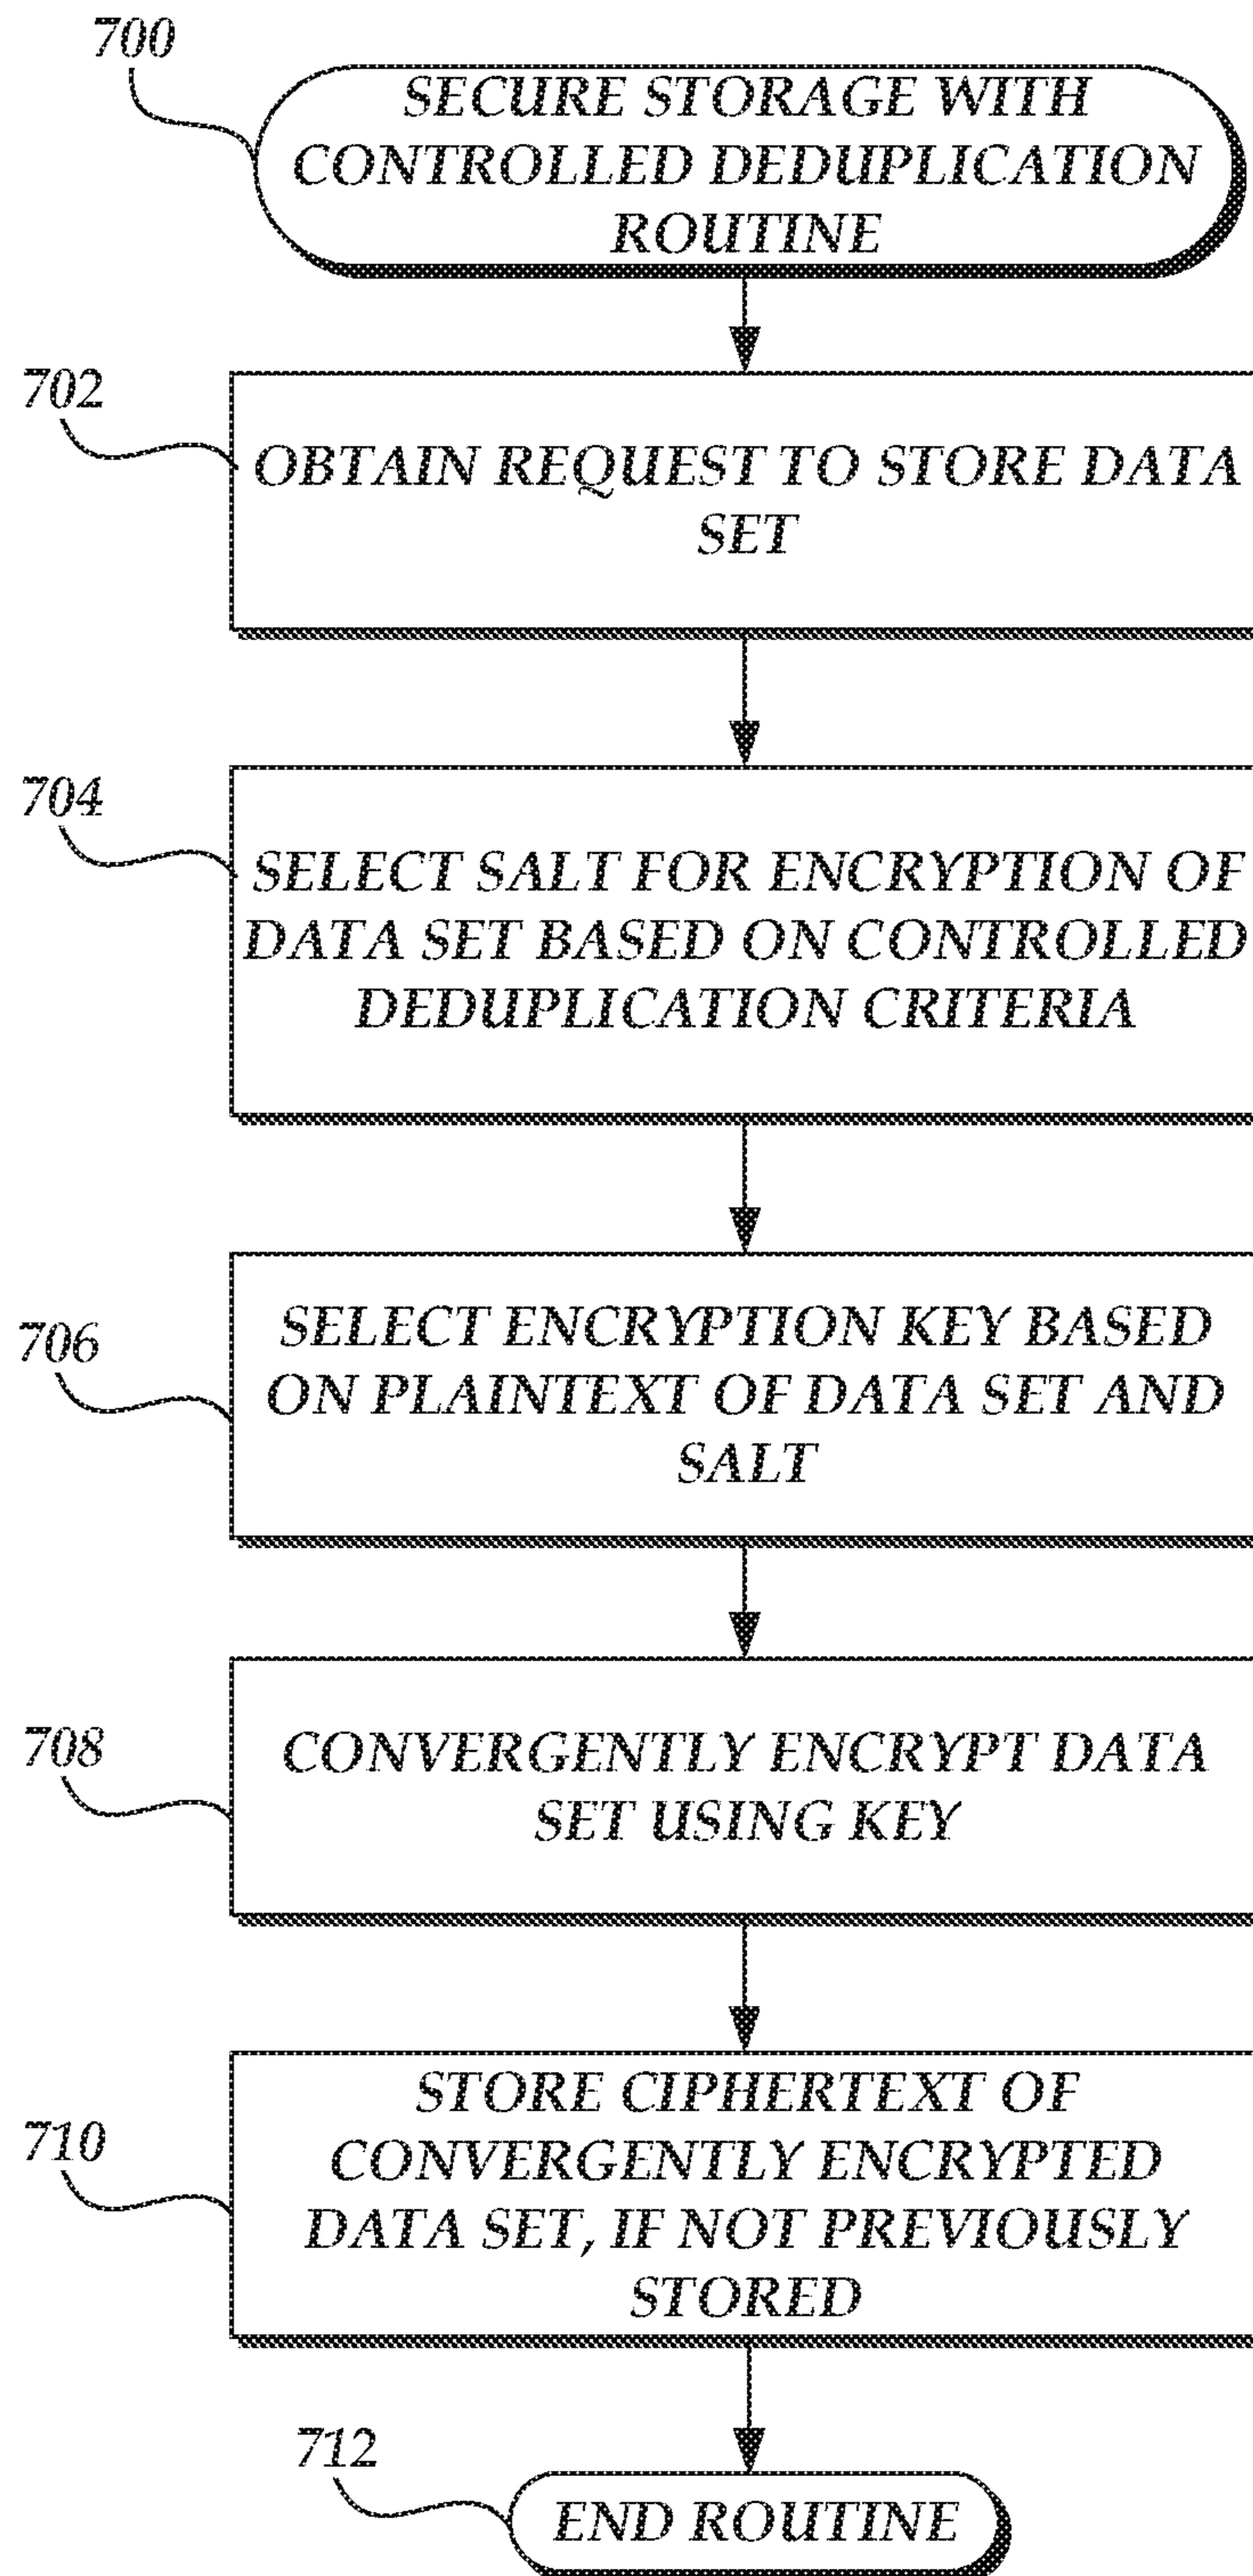 700
SECURE STORAGE WITH
CONTROLLED DEDUPLICATION
ROUTINE
702
OBTAIN REQUEST TO STORE DATA
SET
704
SELECT SALT FOR ENCRYPTION OF
DATA SET BASED ON CONTROLLED
DEDUPLICATION CRITERIA
706
SELECT ENCRYPTION KEY BASED
ON PLAINTEXT OF DATA SET AND
SALT
708
CONVERGENTLY ENCRYPT DATA
SET USING KEY
710
STORE CIPHERTEXT OF
CONVERGENTLY ENCRYPTED
DATA SET, IF NOT PREVIOUSLY
STORED
712
END ROUTINE